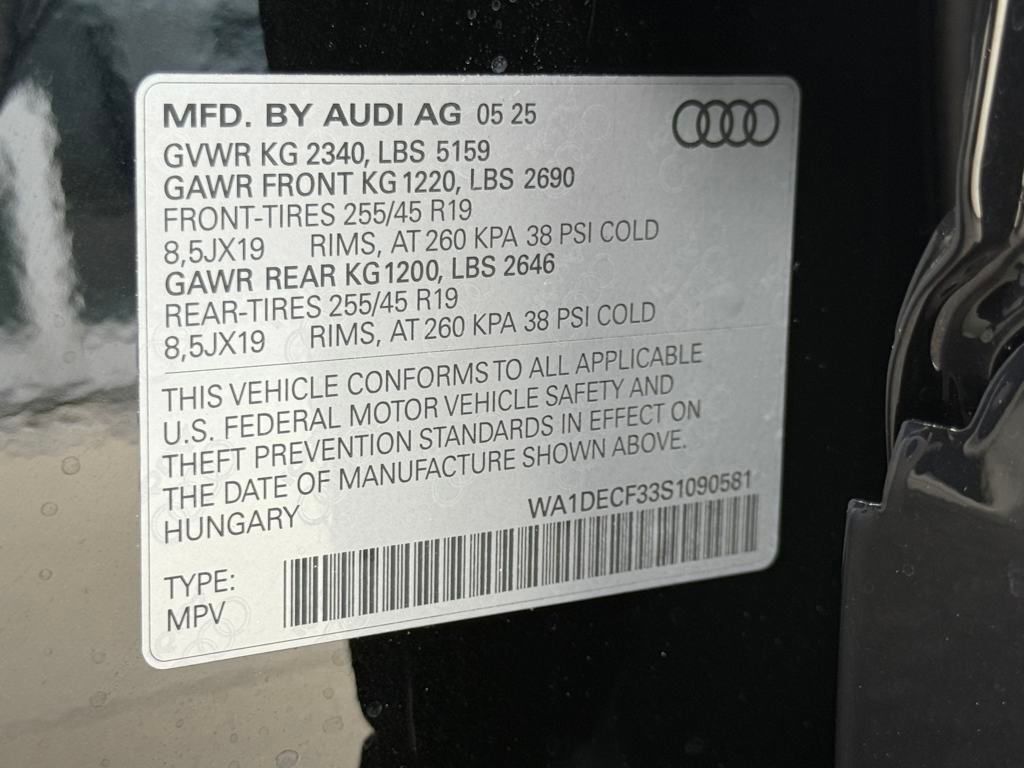 MFD. BY AUDI AG 05 25
GVWR KG 2340, LBS 5159
GAWR FRONT KG 1220, LBS 2690
FRONT-TIRES 255/45 R19
8,5JX19 RIMS, AT 260 KPA 38 PSI COLD
GAWR REAR KG 1200, LBS 2646
REAR-TIRES 255/45 R19
8,5JX19 RIMS, AT 260 KPA 38 PSI COLD
THIS VEHICLE CONFORMS TO ALL APPLICABLE
U.S. FEDERAL MOTOR VEHICLE SAFETY AND
THEFT PREVENTION STANDARDS IN EFFECT ON
THE DATE OF MANUFACTURE SHOWN ABOVE.
HUNGARY WA1DECF33S1090581
TYPE:
MPV